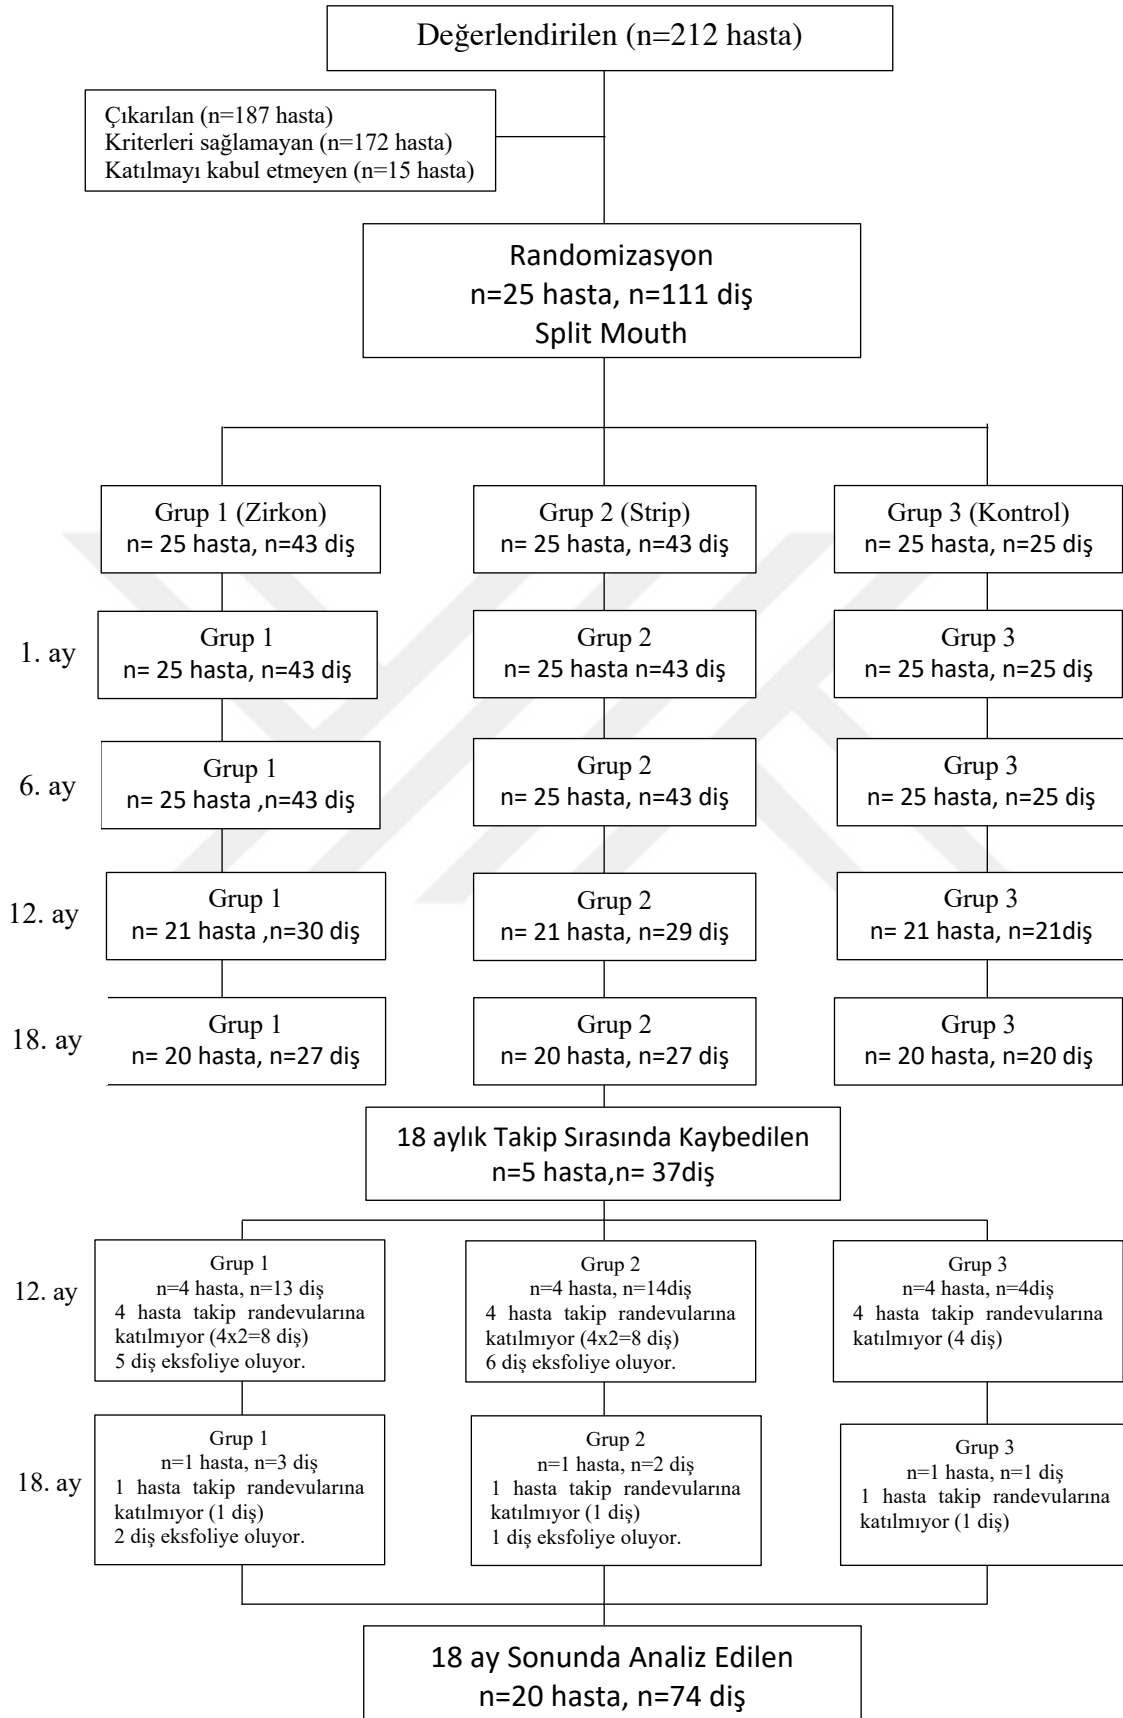 Değerlendirilen (n=212 hasta)
Çıkarılan (n=187 hasta)
Kriterleri sağlamayan (n=172 hasta)
Katılmayı kabul etmeyen (n=15 hasta)
Randomizasyon
n=25 hasta, n=111 diş
Split Mouth
Grup 1 (Zirkon)
n= 25 hasta, n=43 diş
Grup 2 (Strip)
n= 25 hasta, n=43 diş
Grup 3 (Kontrol)
n= 25 hasta, n=25 diş
1. ay
Grup 1
n= 25 hasta, n=43 diş
Grup 2
n= 25 hasta n=43 diş
Grup 3
n= 25 hasta, n=25 diş
6. ay
Grup 1
n= 25 hasta ,n=43 diş
Grup 2
n= 25 hasta, n=43 diş
Grup 3
n= 25 hasta, n=25 diş
12. ay
Grup 1
n= 21 hasta ,n=30 diş
Grup 2
n= 21 hasta, n=29 diş
Grup 3
n= 21 hasta, n=21diş
18. ay
Grup 1
n= 20 hasta, n=27 diş
Grup 2
n= 20 hasta, n=27 diş
Grup 3
n= 20 hasta, n=20 diş
18 aylık Takip Sırasında Kaybedilen
n=5 hasta,n= 37diş
12. ay
Grup 1
n=4 hasta, n=13 diş
4 hasta takip randevularına
katılmıyor (4x2=8 diş)
5 diş eksfoliye oluyor.
Grup 2
n=4 hasta, n=14diş
4 hasta takip randevularına
katılmıyor (4x2=8 diş)
6 diş eksfoliye oluyor.
Grup 3
n=4 hasta, n=4diş
4 hasta takip randevularına
katılmıyor (4 diş)
18. ay
Grup 1
n=1 hasta, n=3 diş
1 hasta takip randevularına
katılmıyor (1 diş)
2 diş eksfoliye oluyor.
Grup 2
n=1 hasta, n=2 diş
1 hasta takip randevularına
katılmıyor (1 diş)
1 diş eksfoliye oluyor.
Grup 3
n=1 hasta, n=1 diş
1 hasta takip randevularına
katılmıyor (1 diş)
18 ay Sonunda Analiz Edilen
n=20 hasta, n=74 diş